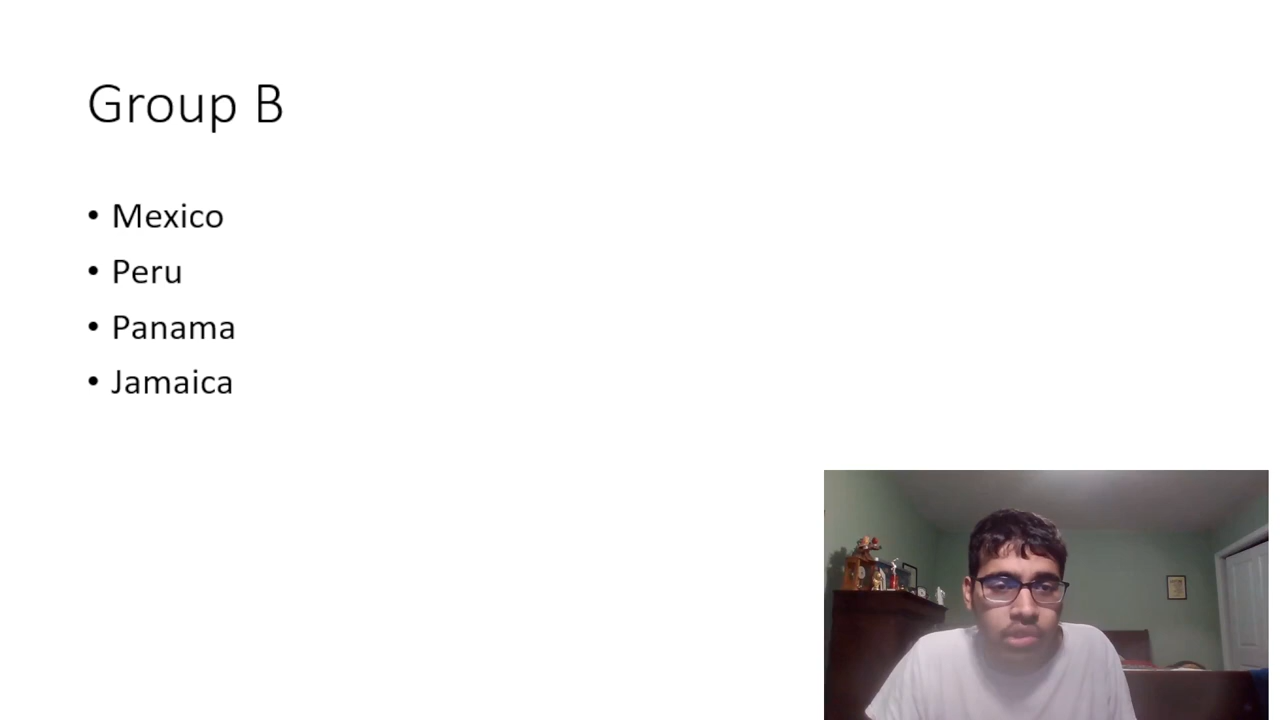 Group B
• Mexico
• Peru
• Panama
• Jamaica